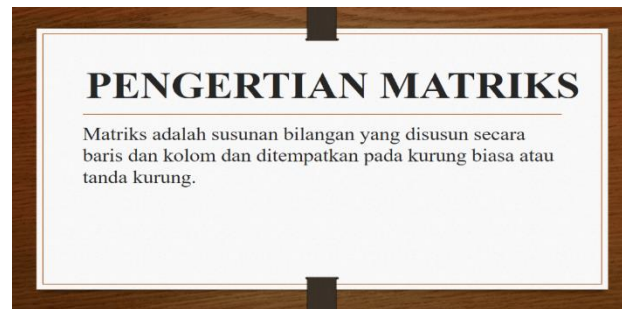 PENGERTIAN MATRIKS
Matriks adalah susunan bilangan yang disusun secara
baris dan kolom dan ditempatkan pada kurung biasa atau
tanda kurung.